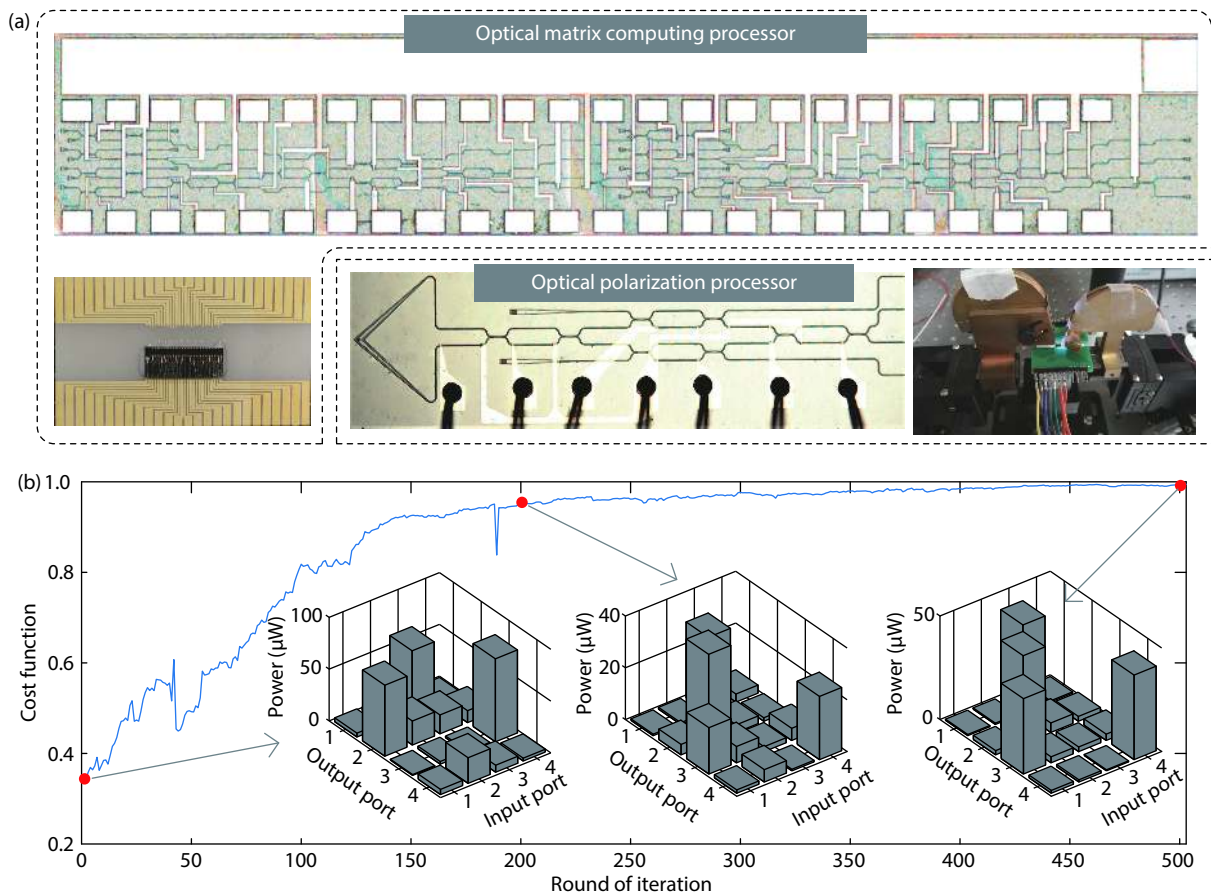 (a)
Optical matrix computing processor
Optical polarization processor
(b)
1.0
0.8
0.6
0.4
0.2
Cost function
0 50 100 150 200 250 300 350 400 450 500
Round of iteration
100
50
0
Power (µW)
1 2 3 4
Output port
1 2 3 4
Input port
40
20
0
Power (µW)
1 2 3 4
Output port
1 2 3 4
Input port
50
0
Power (µW)
1 2 3 4
Output port
1 2 3 4
Input port